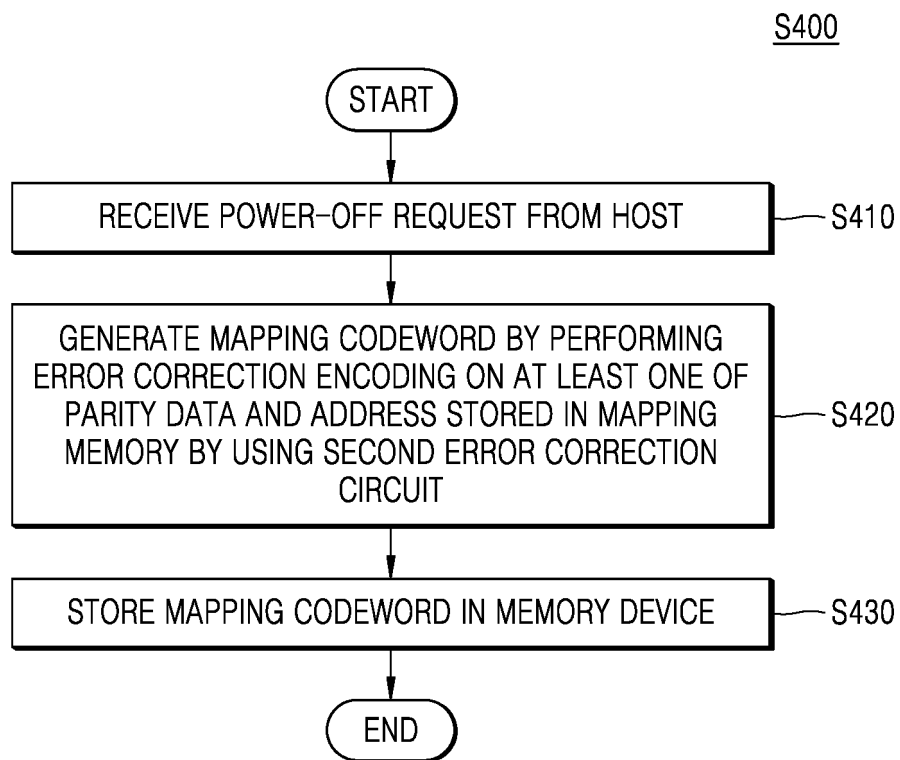 S400
START
RECEIVE POWER-OFF REQUEST FROM HOST
S410
GENERATE MAPPING CODEWORD BY PERFORMING
ERROR CORRECTION ENCODING ON AT LEAST ONE OF
PARITY DATA AND ADDRESS STORED IN MAPPING
MEMORY BY USING SECOND ERROR CORRECTION
CIRCUIT
S420
STORE MAPPING CODEWORD IN MEMORY DEVICE
S430
END